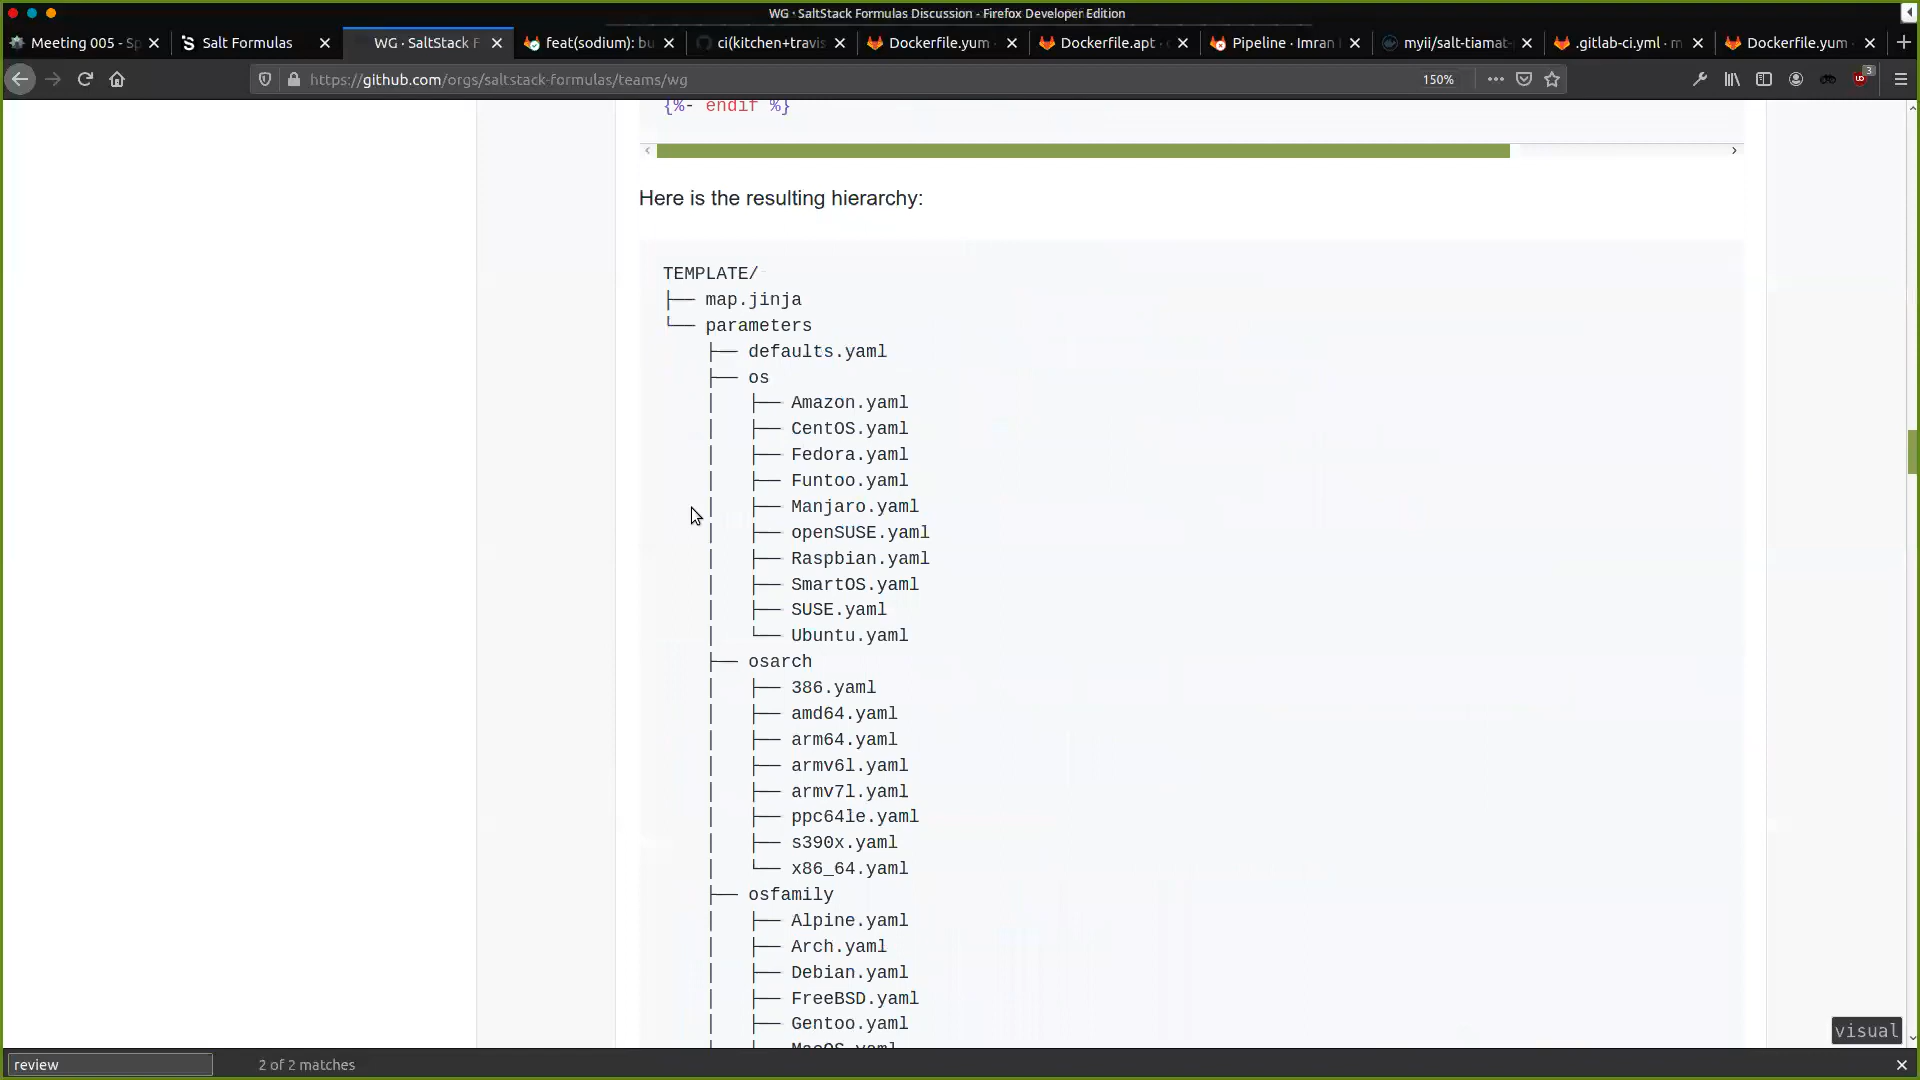 WG · SaltStack Formulas Discussion - Firefox Developer Edition
Meeting 005 - Sp
Salt Formulas
WG · SaltStack F
feat(sodium): bu
ci(kitchen+travis
Dockerfile.yum
Dockerfile.apt ·
Pipeline · Imran
myii/salt-tiamat
.gitlab-ci.yml · m
Dockerfile.yum
https://github.com/orgs/saltstack-formulas/teams/wg
150%
3
{%- endif %}
Here is the resulting hierarchy:
TEMPLATE/
├── map.jinja
└── parameters
    ├── defaults.yaml
    ├── os
    │   ├── Amazon.yaml
    │   ├── CentOS.yaml
    │   ├── Fedora.yaml
    │   ├── Funtoo.yaml
    │   ├── Manjaro.yaml
    │   ├── openSUSE.yaml
    │   ├── Raspbian.yaml
    │   ├── SmartOS.yaml
    │   ├── SUSE.yaml
    │   └── Ubuntu.yaml
    ├── osarch
    │   ├── 386.yaml
    │   ├── amd64.yaml
    │   ├── arm64.yaml
    │   ├── armv6l.yaml
    │   ├── armv7l.yaml
    │   ├── ppc64le.yaml
    │   ├── s390x.yaml
    │   └── x86_64.yaml
    ├── osfamily
    │   ├── Alpine.yaml
    │   ├── Arch.yaml
    │   ├── Debian.yaml
    │   ├── FreeBSD.yaml
    │   ├── Gentoo.yaml
    │   ├── MacOS.yaml
visual
review
2 of 2 matches